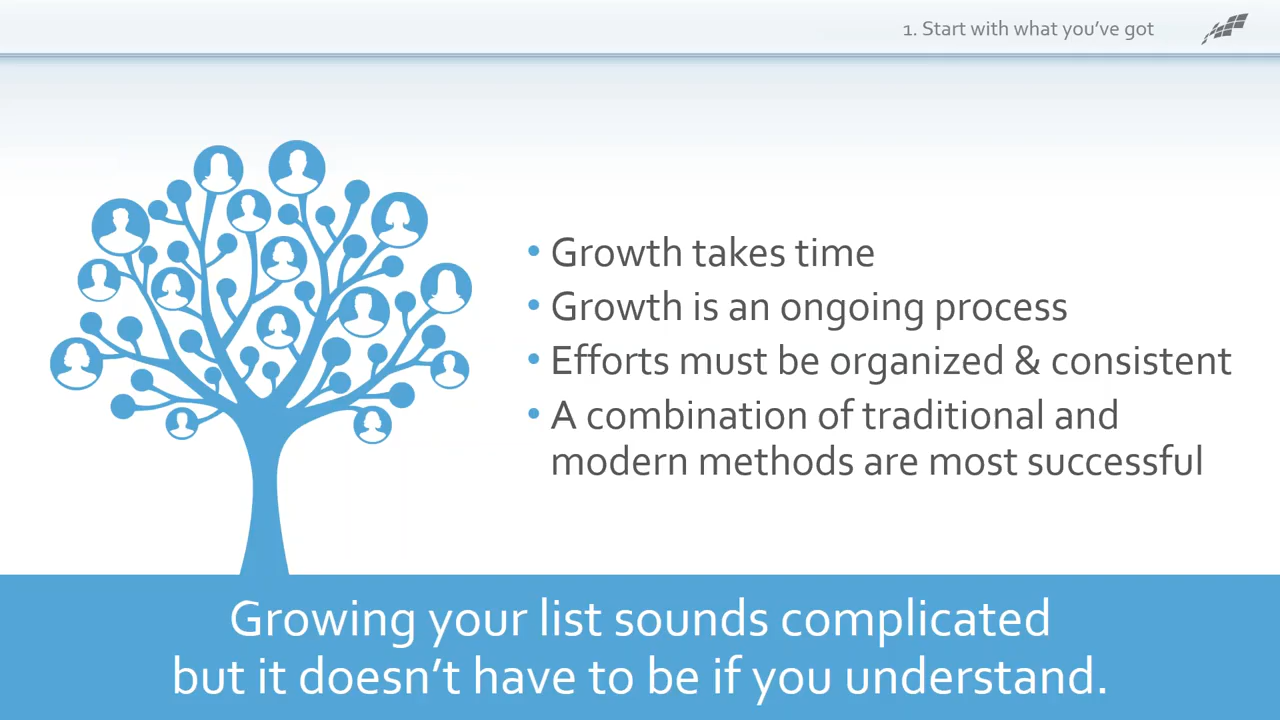 1. Start with what you’ve got
• Growth takes time
• Growth is an ongoing process
• Efforts must be organized & consistent
• A combination of traditional and
modern methods are most successful
Growing your list sounds complicated
but it doesn’t have to be if you understand.